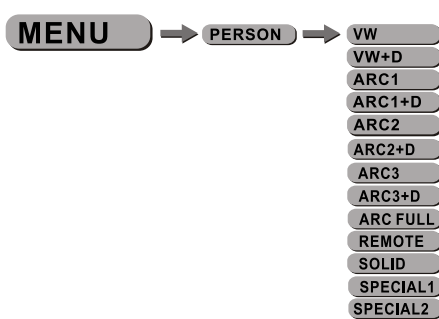 MENU PERSON VW
VW+D
ARC1
ARC1+D
ARC2
ARC2+D
ARC3
ARC3+D
ARC FULL
REMOTE
SOLID
SPECIAL1
SPECIAL2